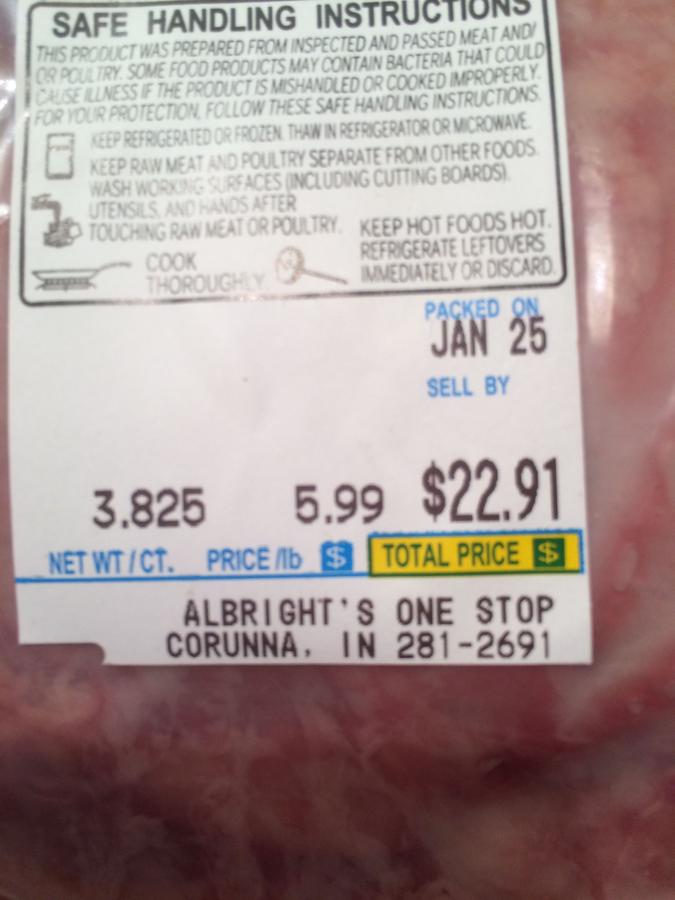 SAFE HANDLING INSTRUCTIONS
THIS PRODUCT WAS PREPARED FROM INSPECTED AND PASSED MEAT AND/
OR POULTRY. SOME FOOD PRODUCTS MAY CONTAIN BACTERIA THAT COULD
CAUSE ILLNESS IF THE PRODUCT IS MISHANDLED OR COOKED IMPROPERLY.
FOR YOUR PROTECTION, FOLLOW THESE SAFE HANDLING INSTRUCTIONS.
KEEP REFRIGERATED OR FROZEN. THAW IN REFRIGERATOR OR MICROWAVE.
KEEP RAW MEAT AND POULTRY SEPARATE FROM OTHER FOODS.
WASH WORKING SURFACES (INCLUDING CUTTING BOARDS),
UTENSILS, AND HANDS AFTER
TOUCHING RAW MEAT OR POULTRY.
KEEP HOT FOODS HOT.
REFRIGERATE LEFTOVERS
IMMEDIATELY OR DISCARD.
COOK
THOROUGHLY.
PACKED ON
JAN 25
SELL BY
3.825 5.99 $22.91
NET WT/CT. PRICE/lb $ TOTAL PRICE $
ALBRIGHT'S ONE STOP
CORUNNA, IN 281-2691